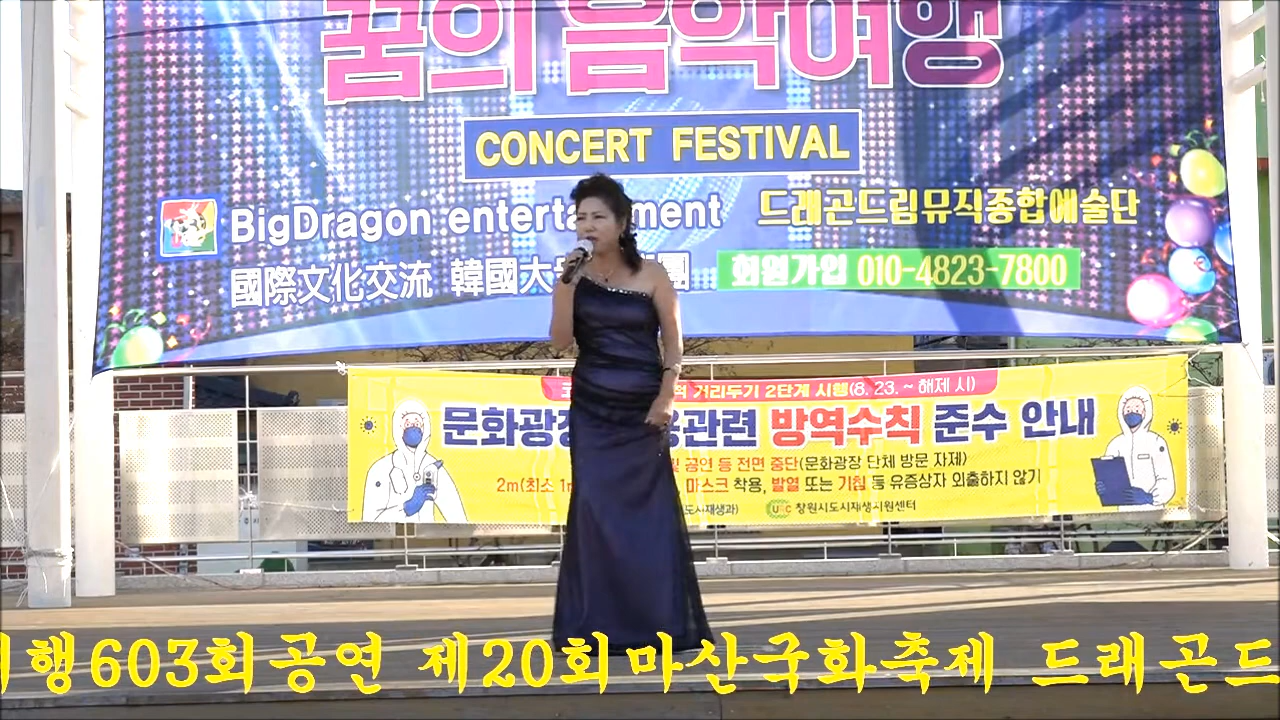 꿈의 음악여행
CONCERT FESTIVAL
BigDragon enterta ment 드래곤드림뮤직종합예술단
國際文化交流 韓國大 團 회원가입 010-4823-7800
거리두기 2단계 시행(8. 23. ~ 해제 시)
문화광장 관련 방역수칙 준수 안내
공연 등 전면 중단(문화광장 단체 방문 자제)
2m(최소 1m 마스크 착용, 발열 또는 기침 등 유증상자 외출하지 않기
도시재생과) 창원시도시재생지원센터
행603회공연 제20회마산국화축제 드래곤드